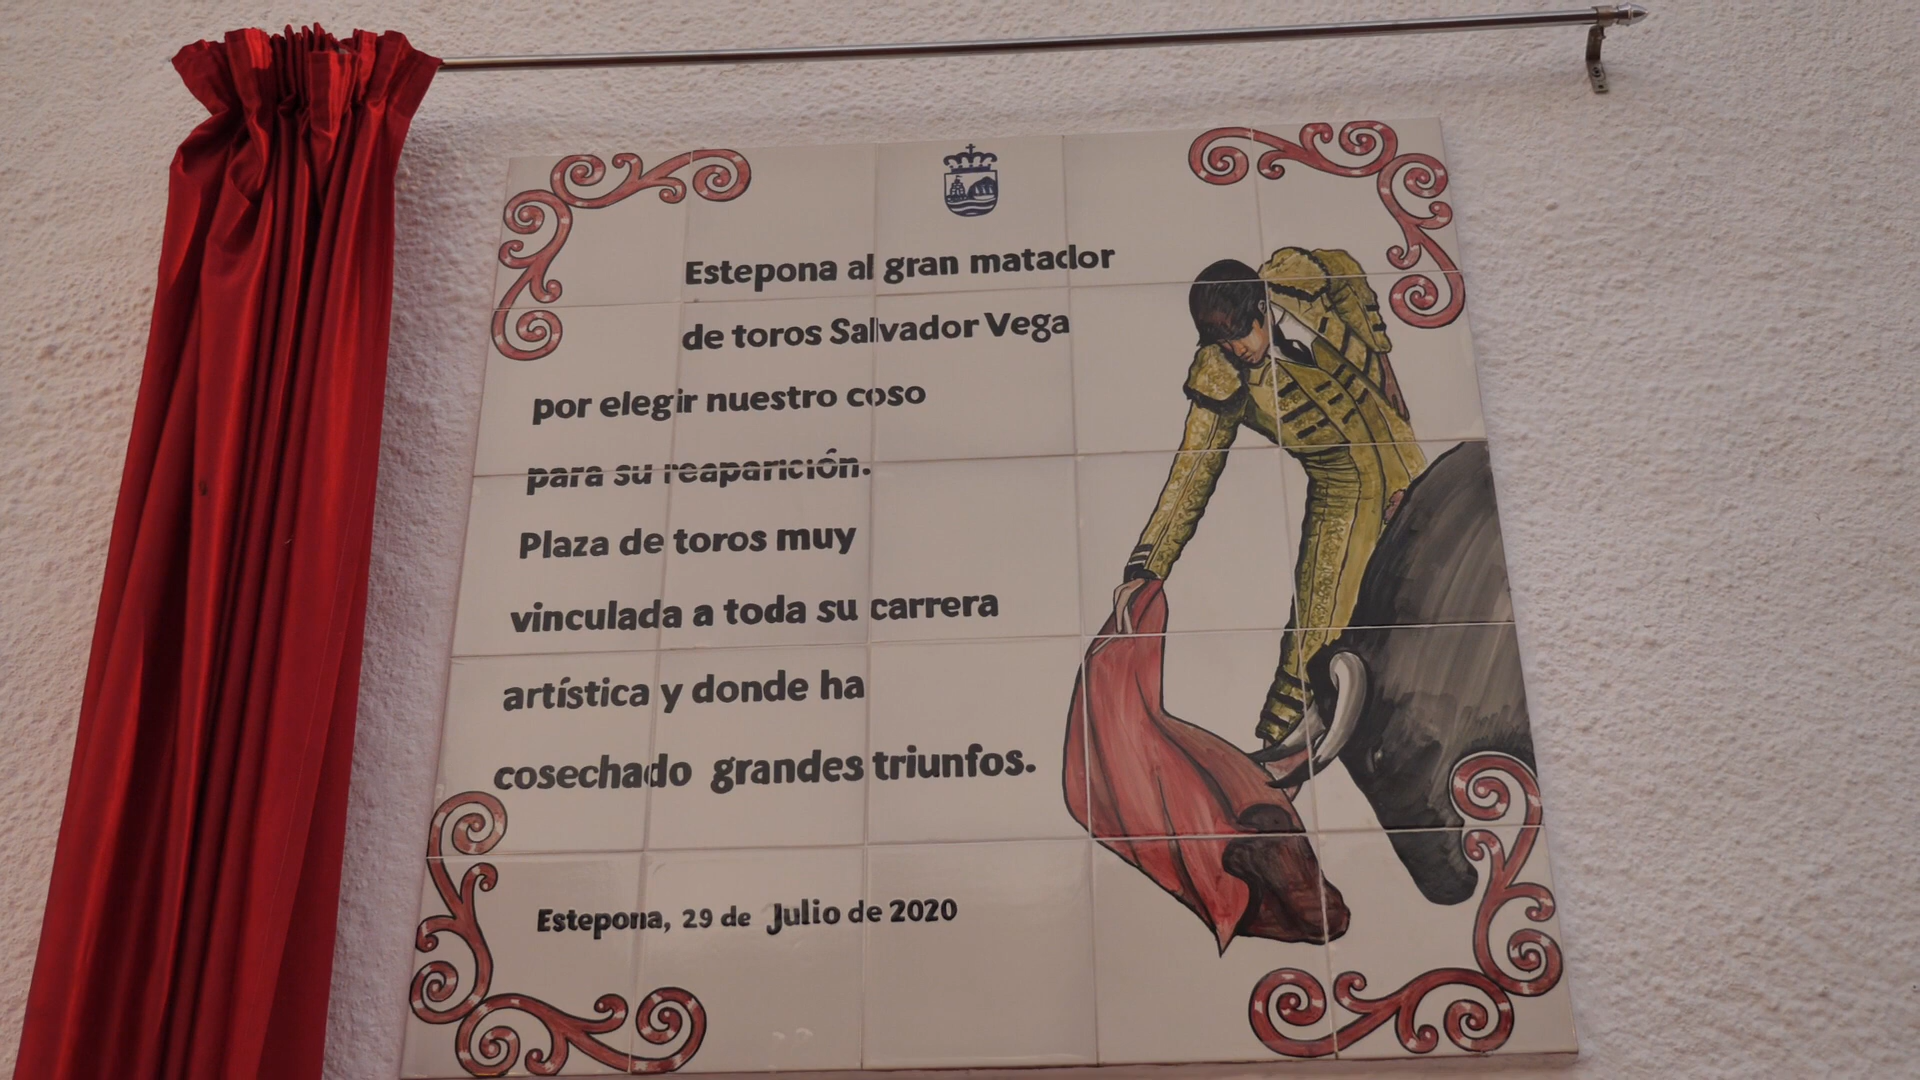 Estepona al gran matador
de toros Salvador Vega
por elegir nuestro coso
para su reaparición.
Plaza de toros muy
vinculada a toda su carrera
artística y donde ha
cosechado grandes triunfos.
Estepona, 29 de Julio de 2020